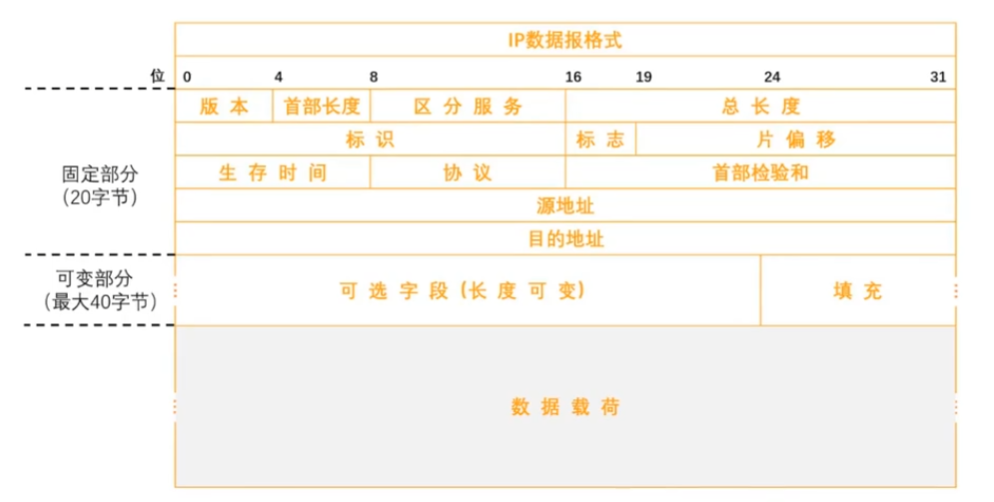 IP数据报格式
位 0 4 8 16 19 24 31
版本 首部长度 区分服务 总长度
标识 标志 片偏移
固定部分
(20字节)
生存时间 协议 首部检验和
源地址
目的地址
可变部分
(最大40字节)
可选字段(长度可变) 填充
数据载荷